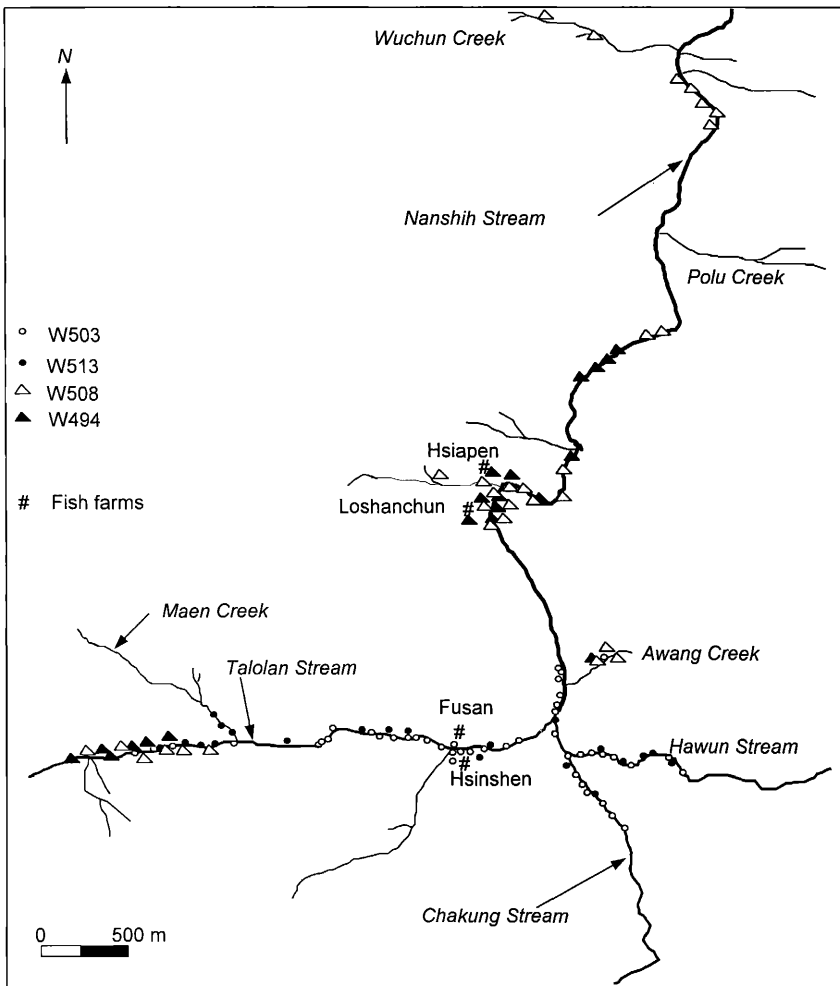 Wuchun Creek
N
Nanshih Stream
Polu Creek
W503
W513
W508
W494
# Fish farms
Hsiapen
#
Loshanchun
#
Maen Creek
Talolan Stream
Awang Creek
Fusan
#
Hawun Stream
#
Hsinshen
Chakung Stream
0 500 m